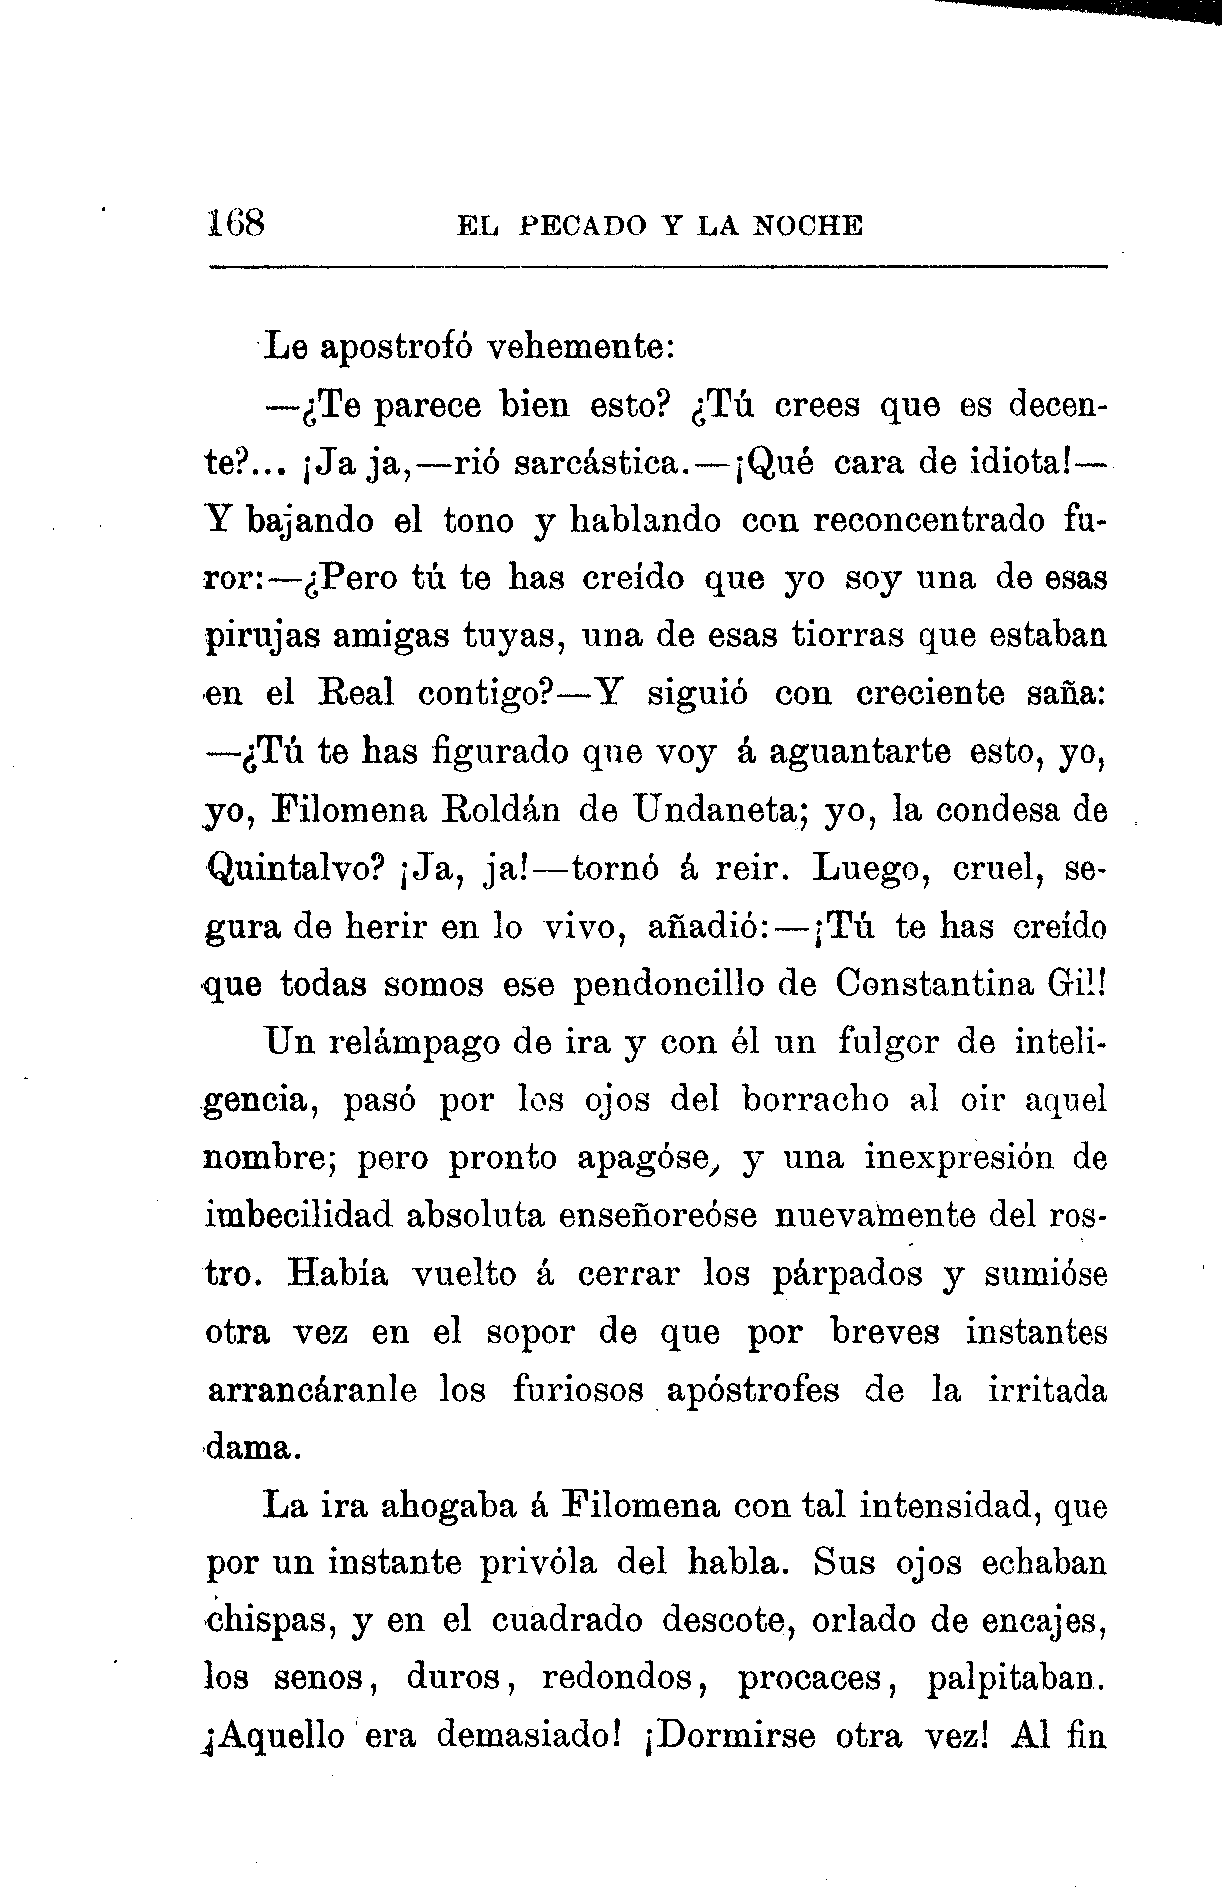 168 EL PECADO Y LA NOCHE
Le apostrofó vehemente:
—¿Te parece bien esto? ¿Tú crees que es decen-
te?... ¡Ja ja,—rió sarcástica.—¡Qué cara de idiota!—
Y bajando el tono y hablando con reconcentrado fu-
ror:—¿Pero tú te has creído que yo soy una de esas
pirujas amigas tuyas, una de esas tiorras que estaban
en el Real contigo?—Y siguió con creciente saña:
—¿Tú te has figurado que voy á aguantarte esto, yo,
yo, Filomena Roldán de Undaneta; yo, la condesa de
Quintalvo? ¡Ja, ja!—tornó á reir. Luego, cruel, se-
gura de herir en lo vivo, añadió:—¡Tú te has creído
que todas somos ese pendoncillo de Constantina Gil!
Un relámpago de ira y con él un fulgor de inteli-
gencia, pasó por los ojos del borracho al oir aquel
nombre; pero pronto apagóse, y una inexpresión de
imbecilidad absoluta enseñoreóse nuevamente del ros-
tro. Había vuelto á cerrar los párpados y sumióse
otra vez en el sopor de que por breves instantes
arrancáranle los furiosos apóstrofes de la irritada
dama.
La ira ahogaba á Filomena con tal intensidad, que
por un instante privóla del habla. Sus ojos echaban
chispas, y en el cuadrado descote, orlado de encajes,
los senos, duros, redondos, procaces, palpitaban.
¡Aquello era demasiado! ¡Dormirse otra vez! Al fin